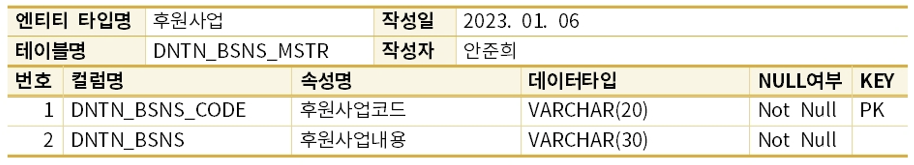 엔티티 타입명 후원사업 작성일 2023. 01. 06
테이블명 DNTN_BSNS_MSTR 작성자 안준희
번호 컬럼명 속성명 데이터타입 NULL여부 KEY
1 DNTN_BSNS_CODE 후원사업코드 VARCHAR(20) Not Null PK
2 DNTN_BSNS 후원사업내용 VARCHAR(30) Not Null